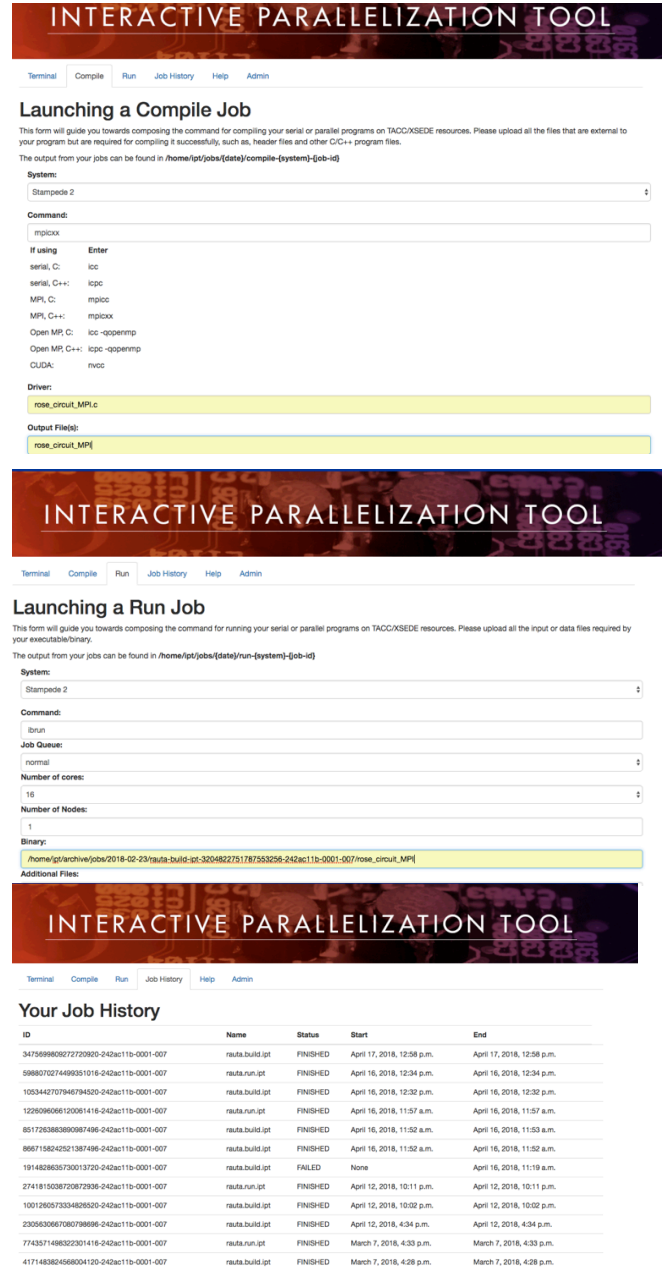 INTERACTIVE PARALLELIZATION TOOL
Terminal Compile Run Job History Help Admin
Launching a Compile Job
This form will guide you towards composing the command for compiling your serial or parallel programs on TACC/XSEDE resources. Please upload all the files that are external to
your program but are required for compiling it successfully, such as, header files and other C/C++ program files.
The output from your jobs can be found in /home/ipt/jobs/{date}/compile-{system}-{job-id}
System:
Stampede 2
Command:
mpicxx
If using Enter
serial, C: icc
serial, C++: icpc
MPI, C: mpicc
MPI, C++: mpicxx
Open MP, C: icc -qopenmp
Open MP, C++: icpc -qopenmp
CUDA: nvcc
Driver:
rose_circuit_MPI.c
Output File(s):
rose_circuit_MPI
INTERACTIVE PARALLELIZATION TOOL
Terminal Compile Run Job History Help Admin
Launching a Run Job
This form will guide you towards composing the command for running your serial or parallel programs on TACC/XSEDE resources. Please upload all the input or data files required by
your executable/binary.
The output from your jobs can be found in /home/ipt/jobs/{date}/run-{system}-{job-id}
System:
Stampede 2
Command:
ibrun
Job Queue:
normal
Number of cores:
16
Number of Nodes:
1
Binary:
/home/ipt/archive/jobs/2018-02-23/rauta-build-ipt-3204822751787553256-242ac11b-0001-007/rose_circuit_MPI
Additional Files:
INTERACTIVE PARALLELIZATION TOOL
Terminal Compile Run Job History Help Admin
Your Job History
ID Name Status Start End
3475699809272720920-242ac11b-0001-007 rauta.build.ipt FINISHED April 17, 2018, 12:58 p.m. April 17, 2018, 12:58 p.m.
5988070274499351016-242ac11b-0001-007 rauta.run.ipt FINISHED April 16, 2018, 12:34 p.m. April 16, 2018, 12:34 p.m.
1053442707946794520-242ac11b-0001-007 rauta.build.ipt FINISHED April 16, 2018, 12:32 p.m. April 16, 2018, 12:32 p.m.
1226096066120061416-242ac11b-0001-007 rauta.run.ipt FINISHED April 16, 2018, 11:57 a.m. April 16, 2018, 11:57 a.m.
8517263883890987496-242ac11b-0001-007 rauta.build.ipt FINISHED April 16, 2018, 11:52 a.m. April 16, 2018, 11:53 a.m.
8667158242521387496-242ac11b-0001-007 rauta.build.ipt FINISHED April 16, 2018, 11:52 a.m. April 16, 2018, 11:52 a.m.
1914828635730013720-242ac11b-0001-007 rauta.build.ipt FAILED None April 16, 2018, 11:19 a.m.
2741815038720872936-242ac11b-0001-007 rauta.run.ipt FINISHED April 12, 2018, 10:11 p.m. April 12, 2018, 10:11 p.m.
1001260573334826520-242ac11b-0001-007 rauta.build.ipt FINISHED April 12, 2018, 10:02 p.m. April 12, 2018, 10:02 p.m.
2305630667080798696-242ac11b-0001-007 rauta.build.ipt FINISHED April 12, 2018, 4:34 p.m. April 12, 2018, 4:34 p.m.
7743571498322301416-242ac11b-0001-007 rauta.run.ipt FINISHED March 7, 2018, 4:33 p.m. March 7, 2018, 4:33 p.m.
4171483824568004120-242ac11b-0001-007 rauta.build.ipt FINISHED March 7, 2018, 4:28 p.m. March 7, 2018, 4:28 p.m.